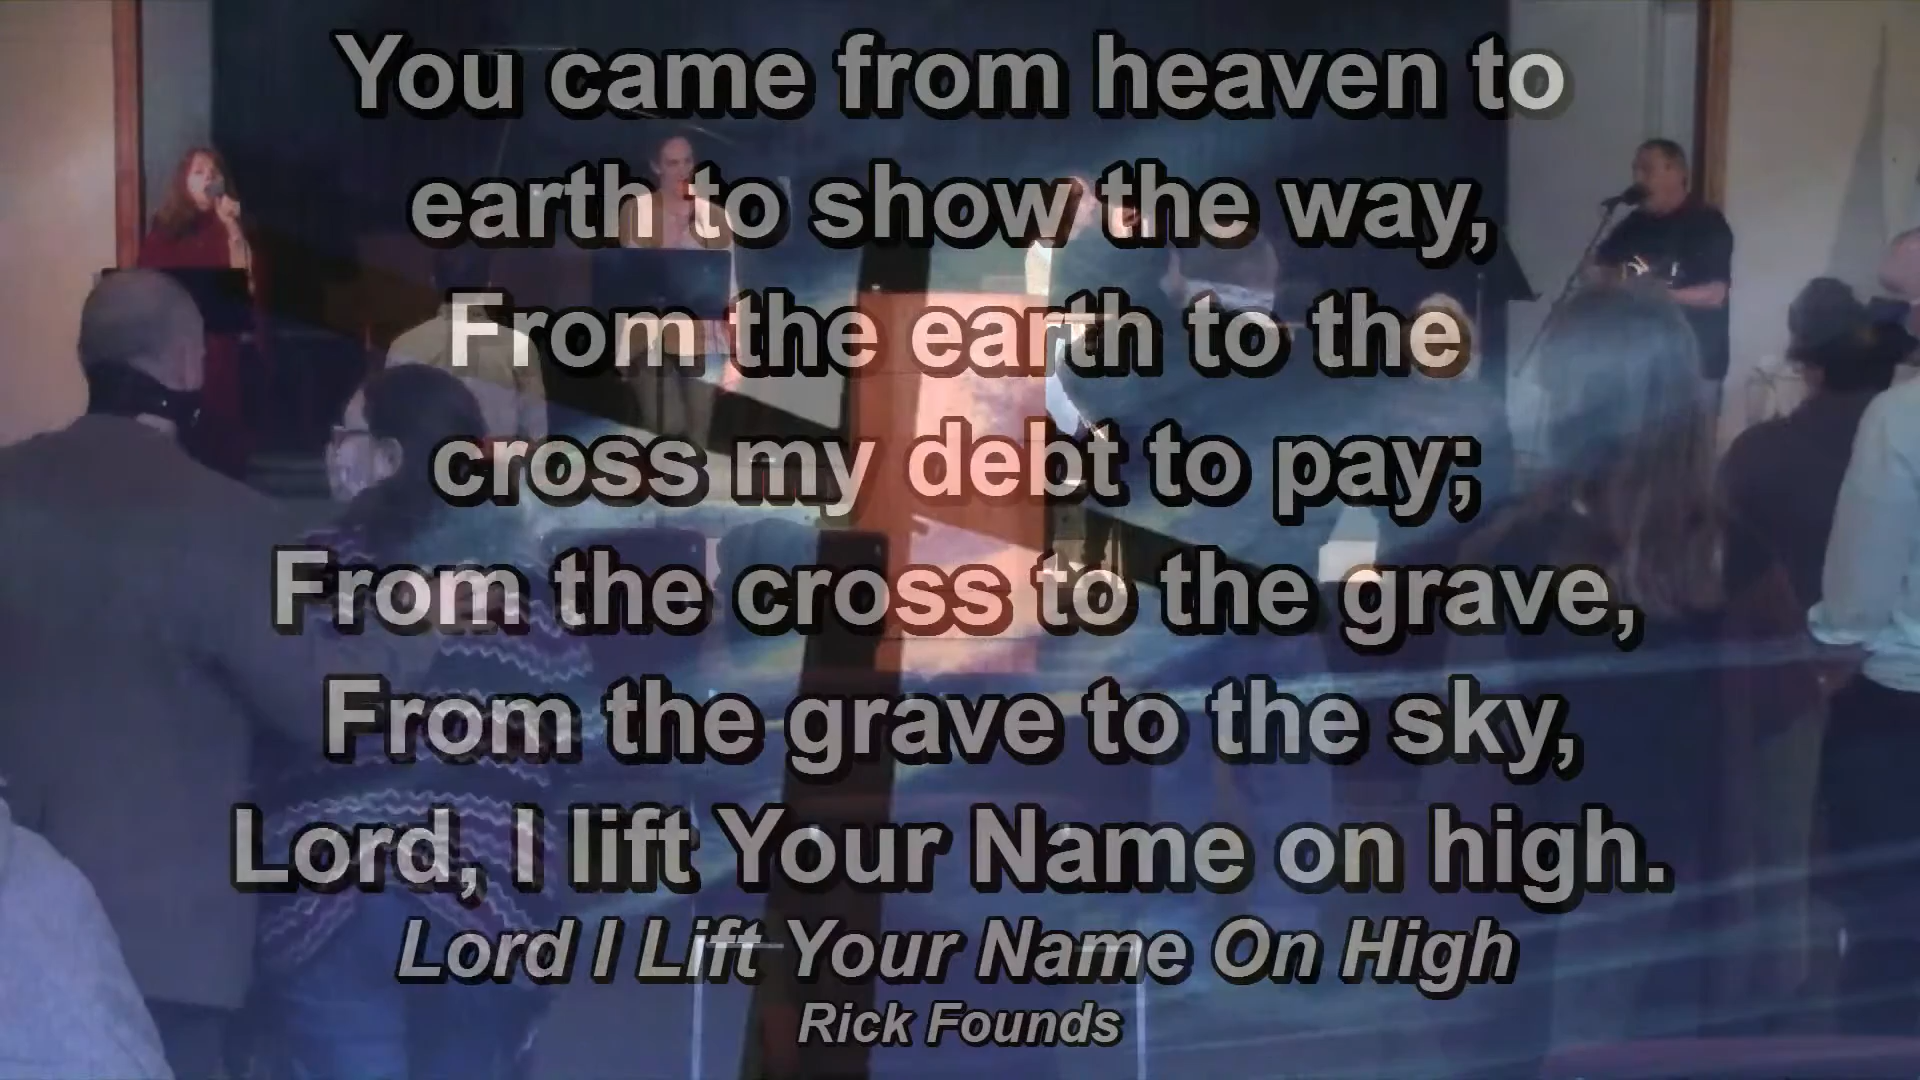 You came from heaven to
earth to show the way,
From the earth to the
cross my debt to pay;
From the cross to the grave,
From the grave to the sky,
Lord, I lift Your Name on high.
Lord I Lift Your Name On High
Rick Founds